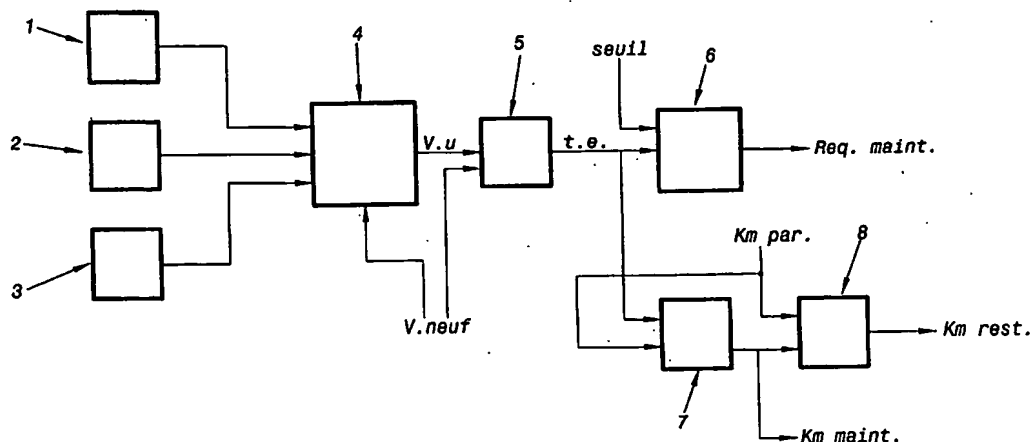 1
4
5
seuil
6
2
V.u
t.e.
Req. maint.
3
Km par.
8
V.neuf
Km rest.
7
Km maint.